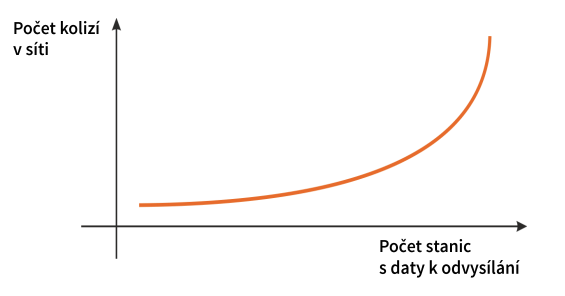 Počet kolizí
v síti
Počet stanic
s daty k odvysílání